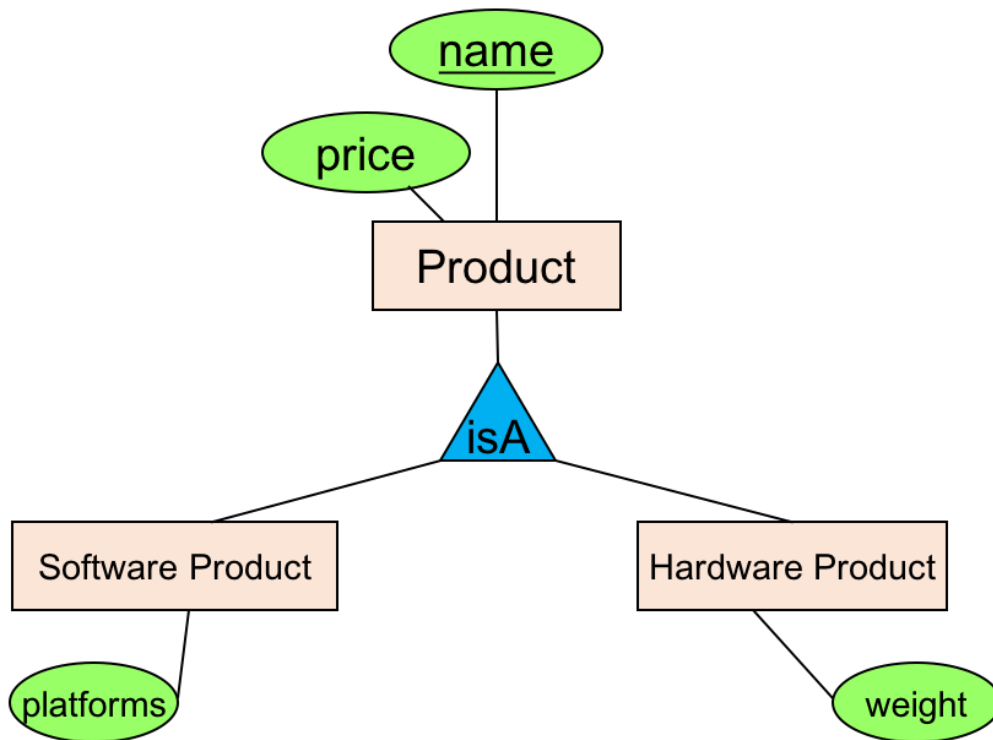 name
price
Product
isA
Software Product
Hardware Product
platforms
weight